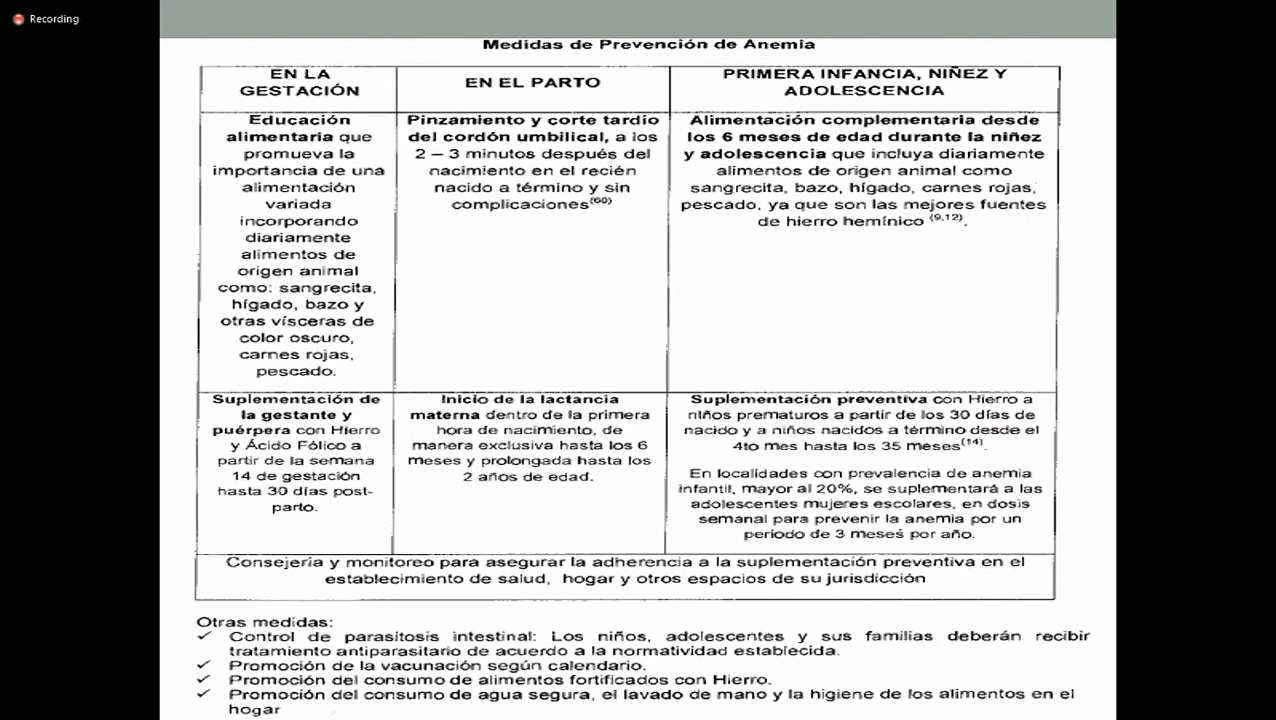 Recording
Medidas de Prevención de Anemia
EN LA
GESTACIÓN
EN EL PARTO
PRIMERA INFANCIA, NIÑEZ Y
ADOLESCENCIA
Educación
alimentaria que
promueva la
importancia de una
alimentación
variada
incorporando
diariamente
alimentos de
origen animal
como: sangrecita,
hígado, bazo y
otras vísceras de
color oscuro,
carnes rojas,
pescado.
Pinzamiento y corte tardío
del cordón umbilical, a los
2 – 3 minutos después del
nacimiento en el recién
nacido a término y sin
complicaciones(60)
Alimentación complementaria desde
los 6 meses de edad durante la niñez
y adolescencia que incluya diariamente
alimentos de origen animal como
sangrecita, bazo, hígado, carnes rojas,
pescado, ya que son las mejores fuentes
de hierro hemínico (9,12).
Suplementación de
la gestante y
puérpera con Hierro
y Ácido Fólico a
partir de la semana
14 de gestación
hasta 30 días post-
parto.
Inicio de la lactancia
materna dentro de la primera
hora de nacimiento, de
manera exclusiva hasta los 6
meses y prolongada hasta los
2 años de edad.
Suplementación preventiva con Hierro a
niños prematuros a partir de los 30 días de
nacido y a niños nacidos a término desde el
4to mes hasta los 35 meses(14).
En localidades con prevalencia de anemia
infantil, mayor al 20%, se suplementará a las
adolescentes mujeres escolares, en dosis
semanal para prevenir la anemia por un
periodo de 3 meses por año.
Consejería y monitoreo para asegurar la adherencia a la suplementación preventiva en el
establecimiento de salud, hogar y otros espacios de su jurisdicción
Otras medidas:
✓ Control de parasitosis intestinal: Los niños, adolescentes y sus familias deberán recibir
tratamiento antiparasitario de acuerdo a la normatividad establecida.
✓ Promoción de la vacunación según calendario.
✓ Promoción del consumo de alimentos fortificados con Hierro.
✓ Promoción del consumo de agua segura, el lavado de mano y la higiene de los alimentos en el
hogar